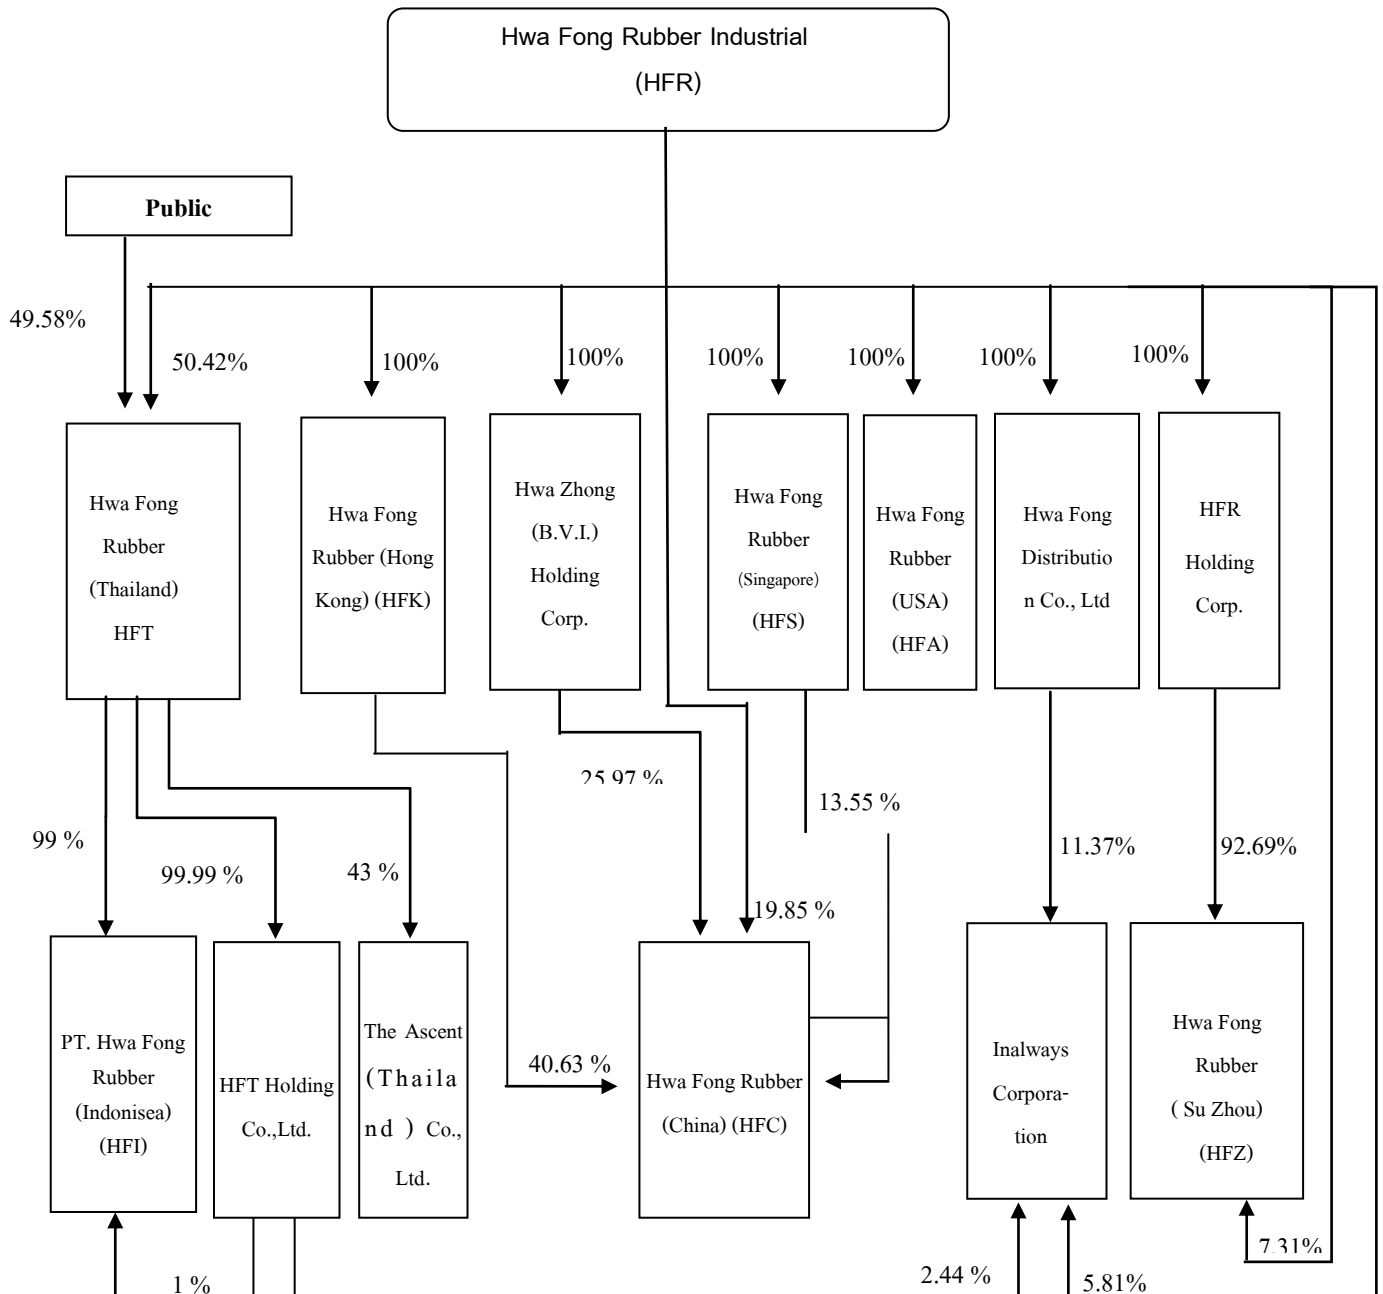 Hwa Fong Rubber Industrial
(HFR)
Public
49.58%
50.42%
100%
100%
100%
100%
100%
100%
Hwa Fong
Rubber
(Thailand)
HFT
Hwa Fong
Rubber (Hong
Kong) (HFK)
Hwa Zhong
(B.V.I.)
Holding
Corp.
Hwa Fong
Rubber
(Singapore)
(HFS)
Hwa Fong
Rubber
(USA)
(HFA)
Hwa Fong
Distributio
n Co., Ltd
HFR
Holding
Corp.
99 %
99.99 %
43 %
25.97 %
13.55 %
19.85 %
40.63 %
11.37%
92.69%
PT. Hwa Fong
Rubber
(Indonisea)
(HFI)
HFT Holding
Co.,Ltd.
The Ascent
(Thaila
nd ) Co.,
Ltd.
Hwa Fong Rubber
(China) (HFC)
Inalways
Corpora-
tion
Hwa Fong
Rubber
( Su Zhou)
(HFZ)
1 %
2.44 %
5.81%
7.31%